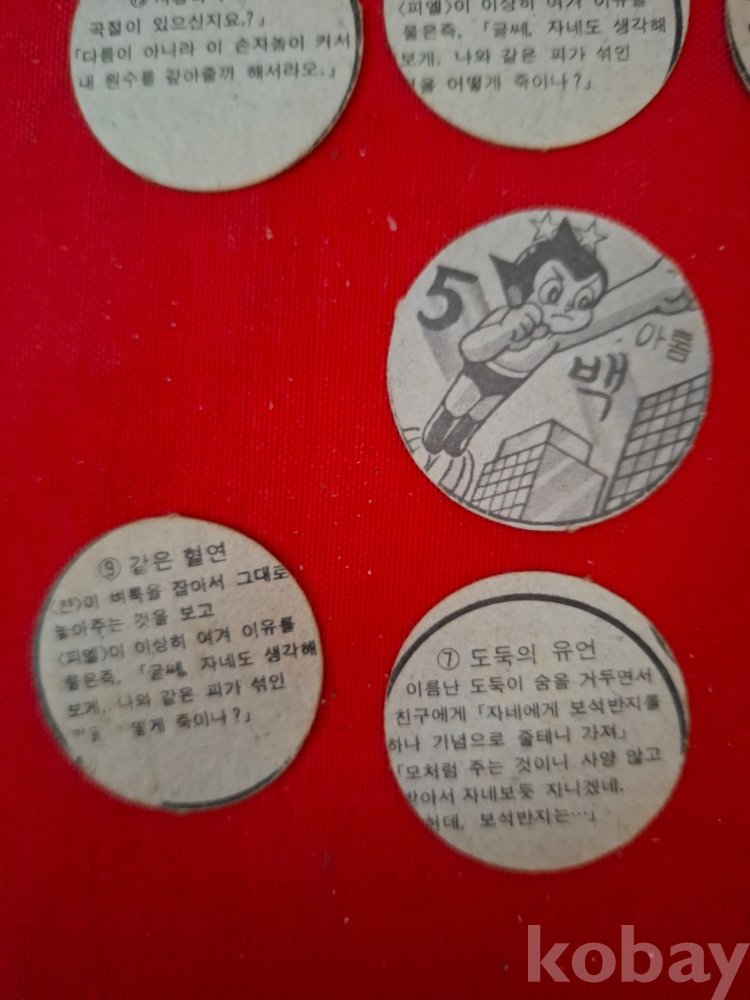 곡절이 있으신지요.?」
「다름이 아니라 이 손자놈이 커서
내 원수를 갚아줄까 해서라오.」
〈피엘〉이 이상히 여겨 이유를
물은즉, 「글쎄, 자네도 생각해
보게, 나와 같은 피가 섞인
어떻게 죽이나?」
5
백
아톰
⑨ 같은 혈연
〈쟌〉이 벼룩을 잡아서 그대로
놓아주는 것을 보고
〈피엘〉이 이상히 여겨 이유를
물은즉, 「글쎄, 자네도 생각해
보게, 나와 같은 피가 섞인
떻게 죽이나?」
⑦ 도둑의 유언
이름난 도둑이 숨을 거두면서
친구에게 「자네에게 보석반지를
하나 기념으로 줄테니 가져」
「모처럼 주는 것이니 사양 않고
받아서 자네보듯 지니겠네.
헌데, 보석반지는…」
kobay